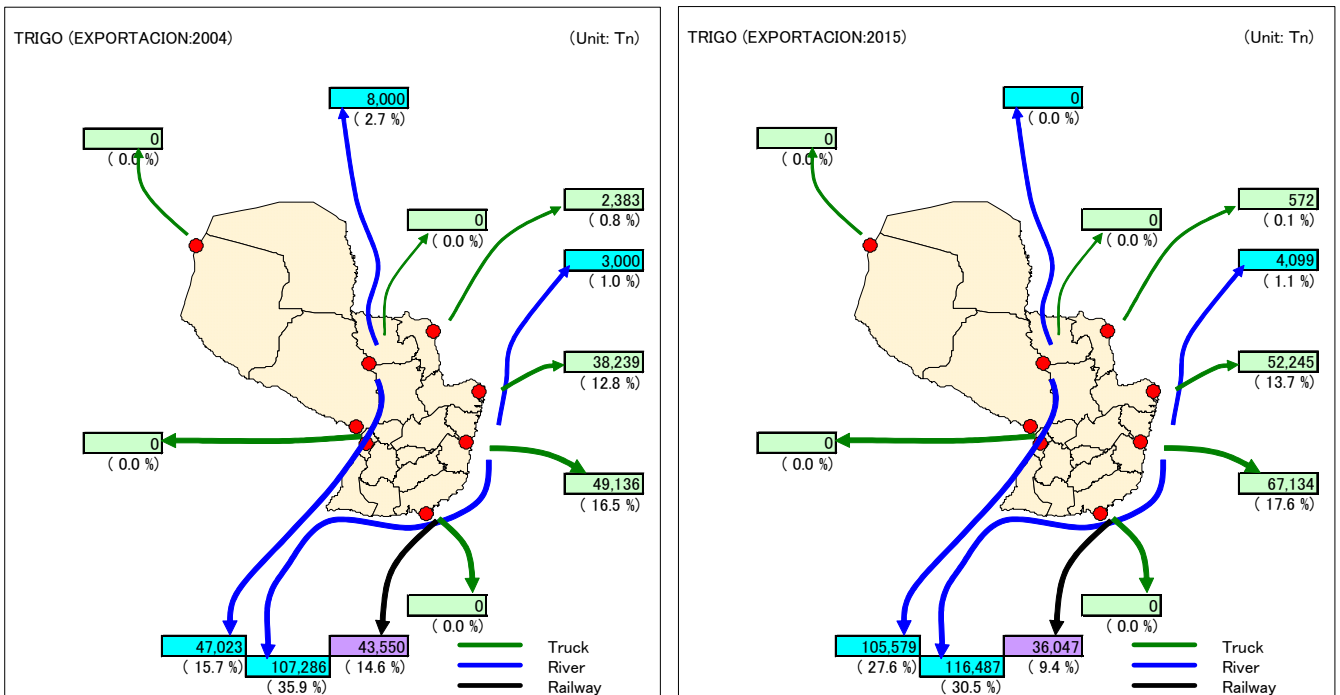 TRIGO (EXPORTACION:2004) (Unit: Tn)
8,000
( 2.7 %)
0
( 0.0 %)
2,383
( 0.8 %)
0
( 0.0 %)
3,000
( 1.0 %)
38,239
( 12.8 %)
0
( 0.0 %)
49,136
( 16.5 %)
0
( 0.0 %)
47,023
( 15.7 %)
107,286
( 35.9 %)
43,550
( 14.6 %)
Truck
River
Railway
TRIGO (EXPORTACION:2015) (Unit: Tn)
0
( 0.0 %)
0
( 0.0 %)
572
( 0.1 %)
0
( 0.0 %)
4,099
( 1.1 %)
52,245
( 13.7 %)
0
( 0.0 %)
67,134
( 17.6 %)
0
( 0.0 %)
105,579
( 27.6 %)
116,487
( 30.5 %)
36,047
( 9.4 %)
Truck
River
Railway